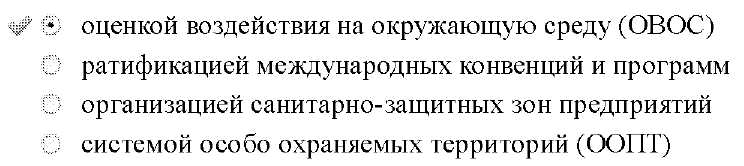 оценкой воздействия на окружающую среду (ОВОС)
ратификацией международных конвенций и программ
организацией санитарно-защитных зон предприятий
системой особо охраняемых территорий (ООПТ)